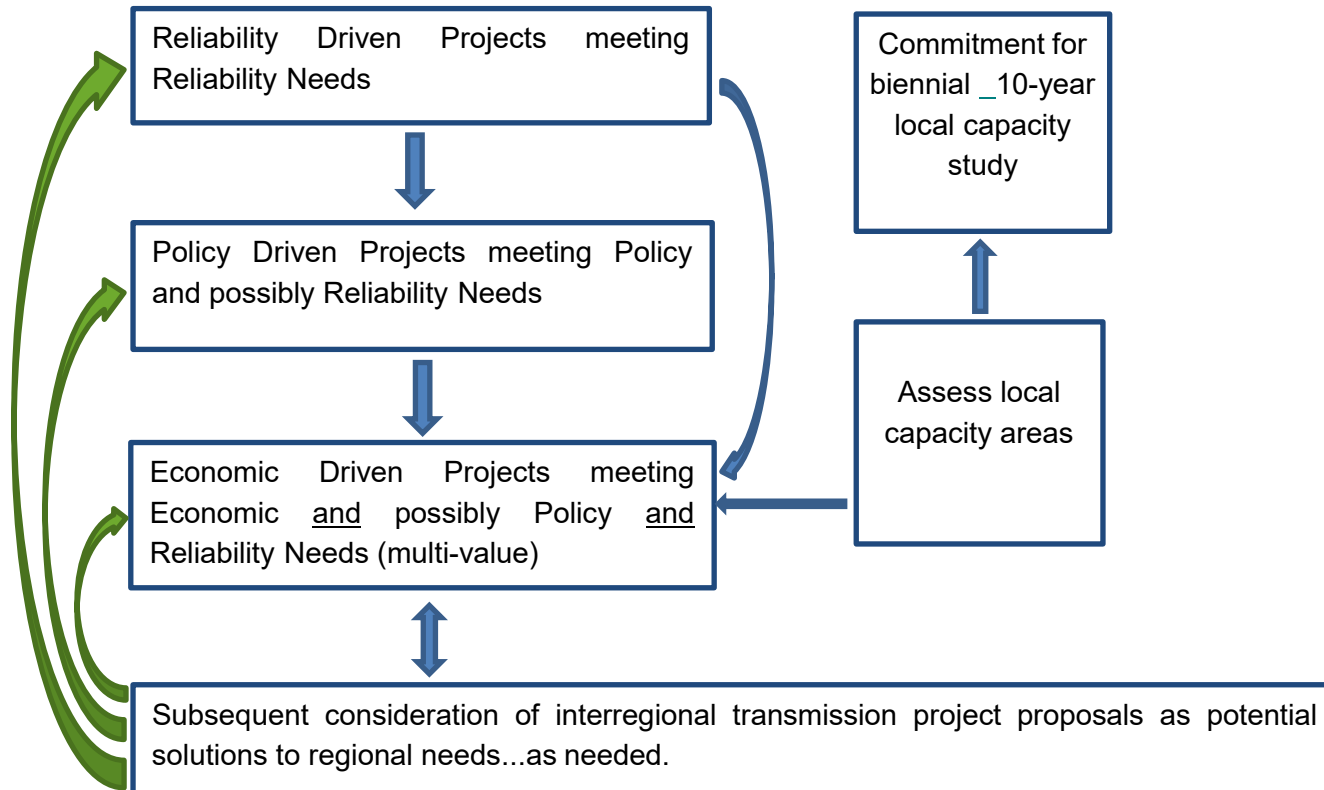 Reliability Driven Projects meeting
Reliability Needs
Commitment for
biennial _10-year
local capacity
study
Policy Driven Projects meeting Policy
and possibly Reliability Needs
Assess local
capacity areas
Economic Driven Projects meeting
Economic and possibly Policy and
Reliability Needs (multi-value)
Subsequent consideration of interregional transmission project proposals as potential
solutions to regional needs...as needed.